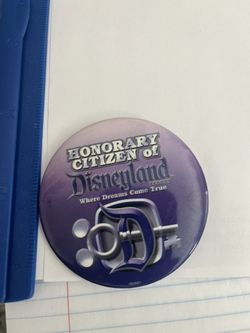 HONORARY
CITIZEN of
Disneyland
Where Dreams Come True
D